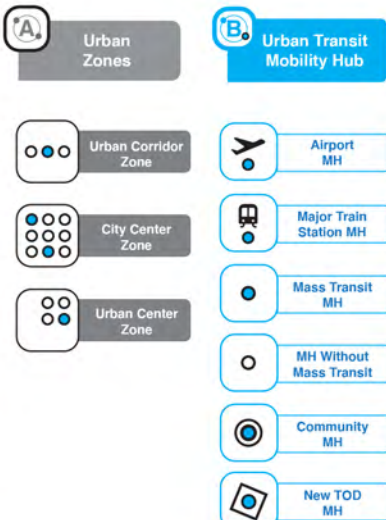 A
Urban
Zones
Urban Corridor
Zone
City Center
Zone
Urban Center
Zone
B
Urban Transit
Mobility Hub
Airport
MH
Major Train
Station MH
Mass Transit
MH
MH Without
Mass Transit
Community
MH
New TOD
MH